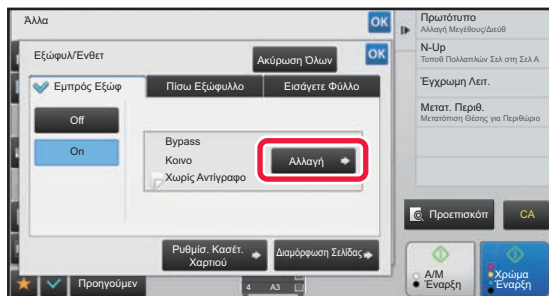 Άλλα
OK
Εξώφυλ/Ένθετ
Ακύρωση Όλων
OK
Εμπρός Εξώφ
Πίσω Εξώφυλλο
Εισάγετε Φύλλο
Off
On
Bypass
Κοινο
Χωρίς Αντίγραφο
Αλλαγή
Ρυθμίσ. Κασέτ.
Χαρτιού
Διαμόρφωση Σελίδας
Προηγούμεν
4 A3
Πρωτότυπο
Αλλαγή Μεγέθους/Διεύθ
N-Up
Τοποθ Πολλαπλών Σελ στη Σελ Α
Έγχρωμη Λειτ.
Μετατ. Περιθ.
Μετατόπιση Θέσης για Περιθώριο
Προεπισκόπ
CA
Α/Μ
Έναρξη
Χρώμα
Έναρξη